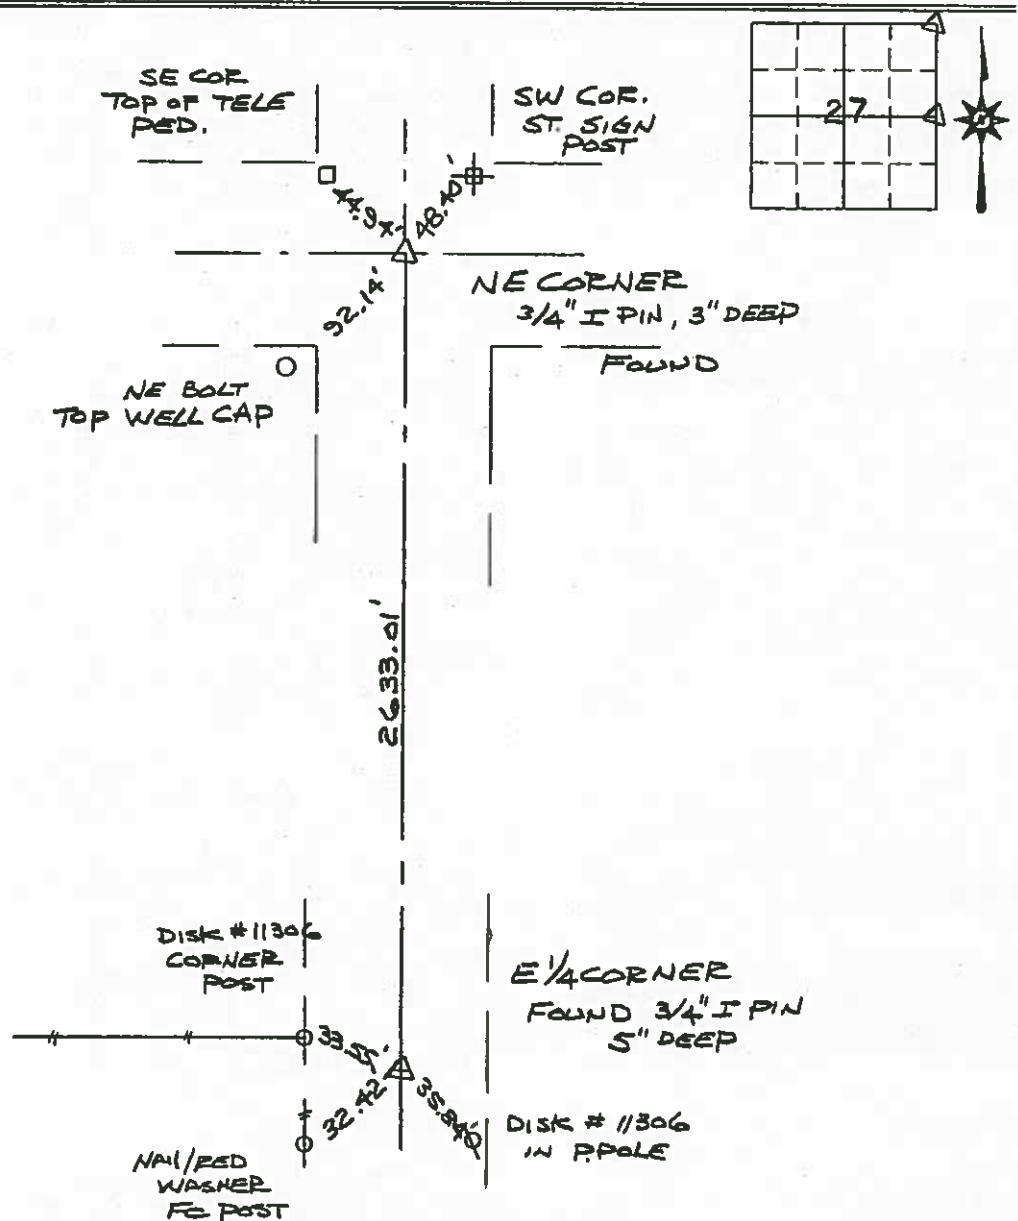 SE COR
TOP OF TELE
PED.
SW COR.
ST. SIGN
POST
27
44.94'
48.40'
NE CORNER
3/4" I PIN, 3" DEEP
FOUND
92.14'
NE BOLT
TOP WELL CAP
2633.01'
DISK #11306
CORNER
POST
E 1/4 CORNER
FOUND 3/4" I PIN
5" DEEP
33.55'
32.42
35.84'
DISK # 11306
IN P.POLE
NAIL/RED
WASHER
FC POST